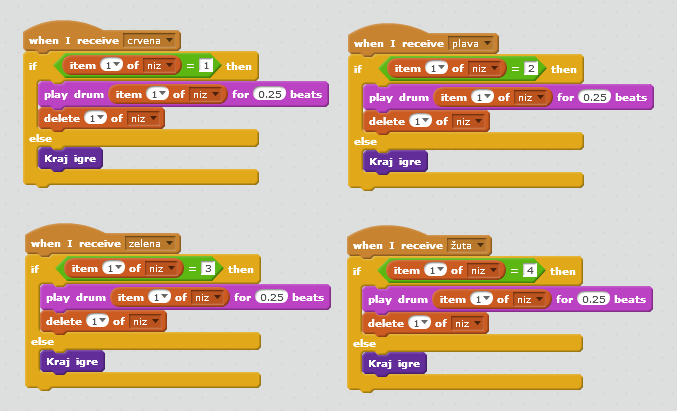 when I receive crvena
if item 1 of niz = 1 then
play drum item 1 of niz for 0.25 beats
delete 1 of niz
else
Kraj igre
when I receive plava
if item 1 of niz = 2 then
play drum item 1 of niz for 0.25 beats
delete 1 of niz
else
Kraj igre
when I receive zelena
if item 1 of niz = 3 then
play drum item 1 of niz for 0.25 beats
delete 1 of niz
else
Kraj igre
when I receive žuta
if item 1 of niz = 4 then
play drum item 1 of niz for 0.25 beats
delete 1 of niz
else
Kraj igre